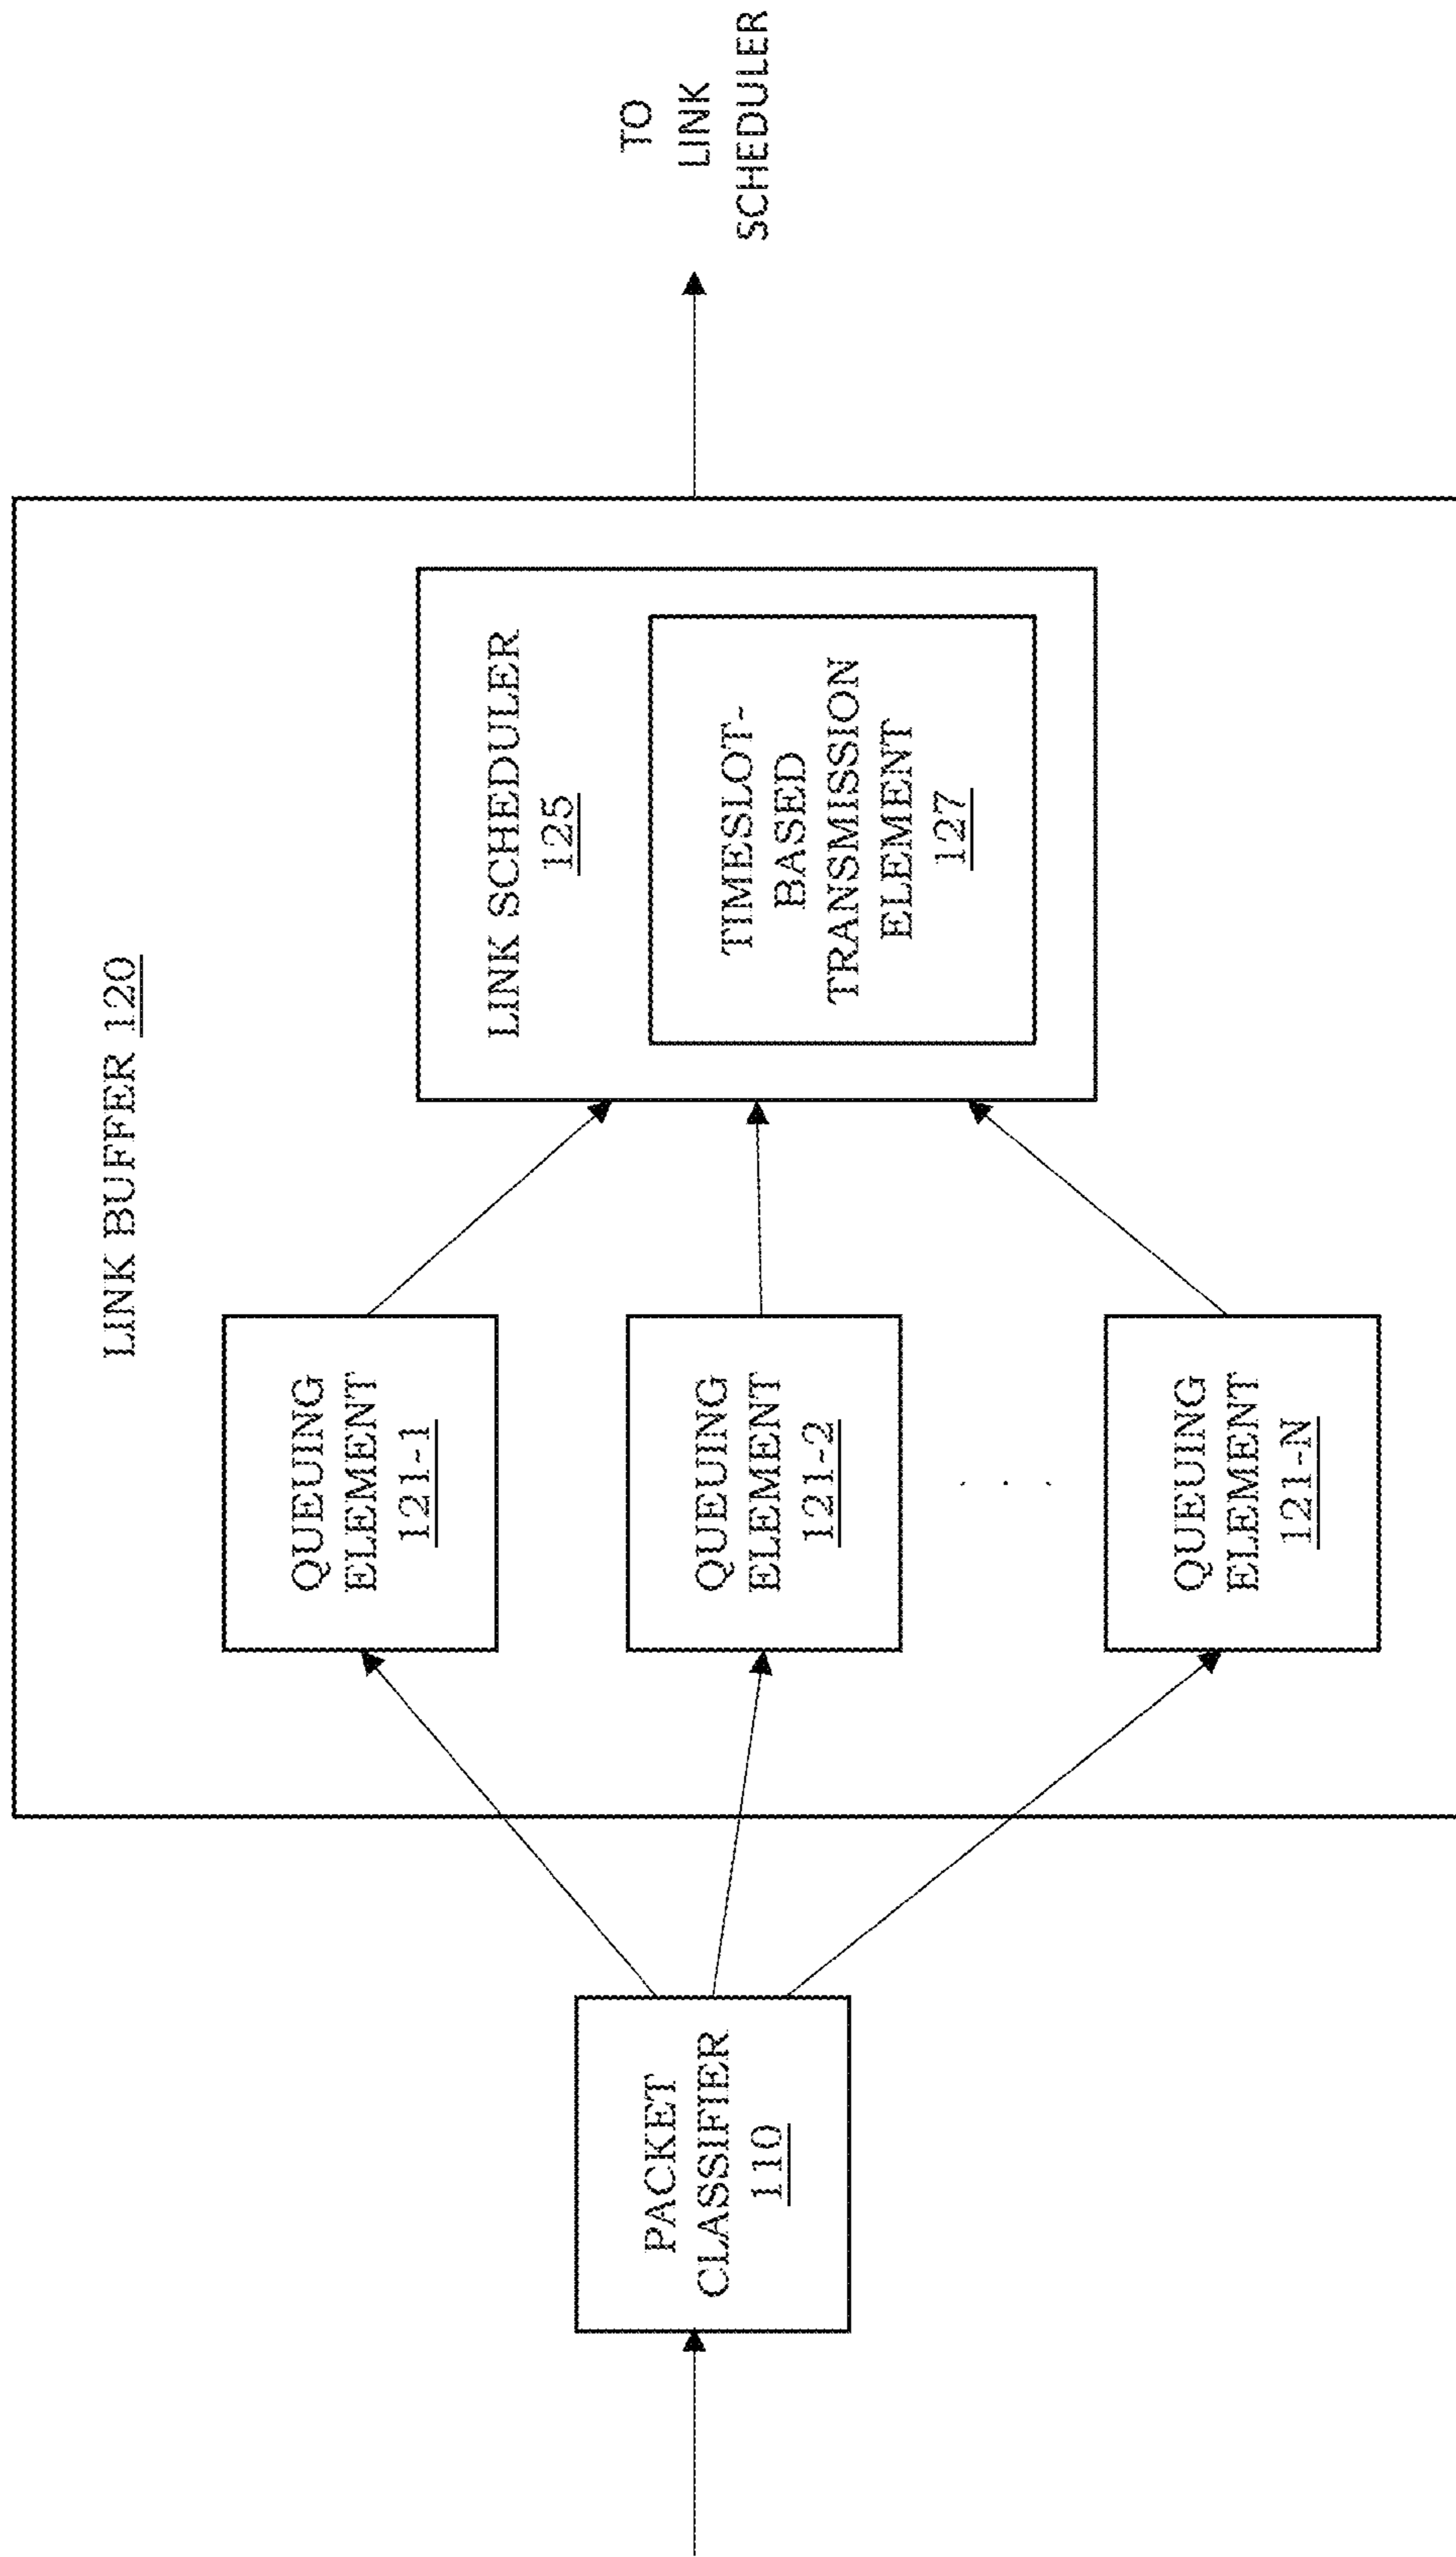 LINK BUFFER 120
PACKET
CLASSIFIER
110
QUEUING
ELEMENT
121-1
QUEUING
ELEMENT
121-2
. . .
QUEUING
ELEMENT
121-N
LINK SCHEDULER
125
TIMESLOT-
BASED
TRANSMISSION
ELEMENT
127
TO
LINK
SCHEDULER